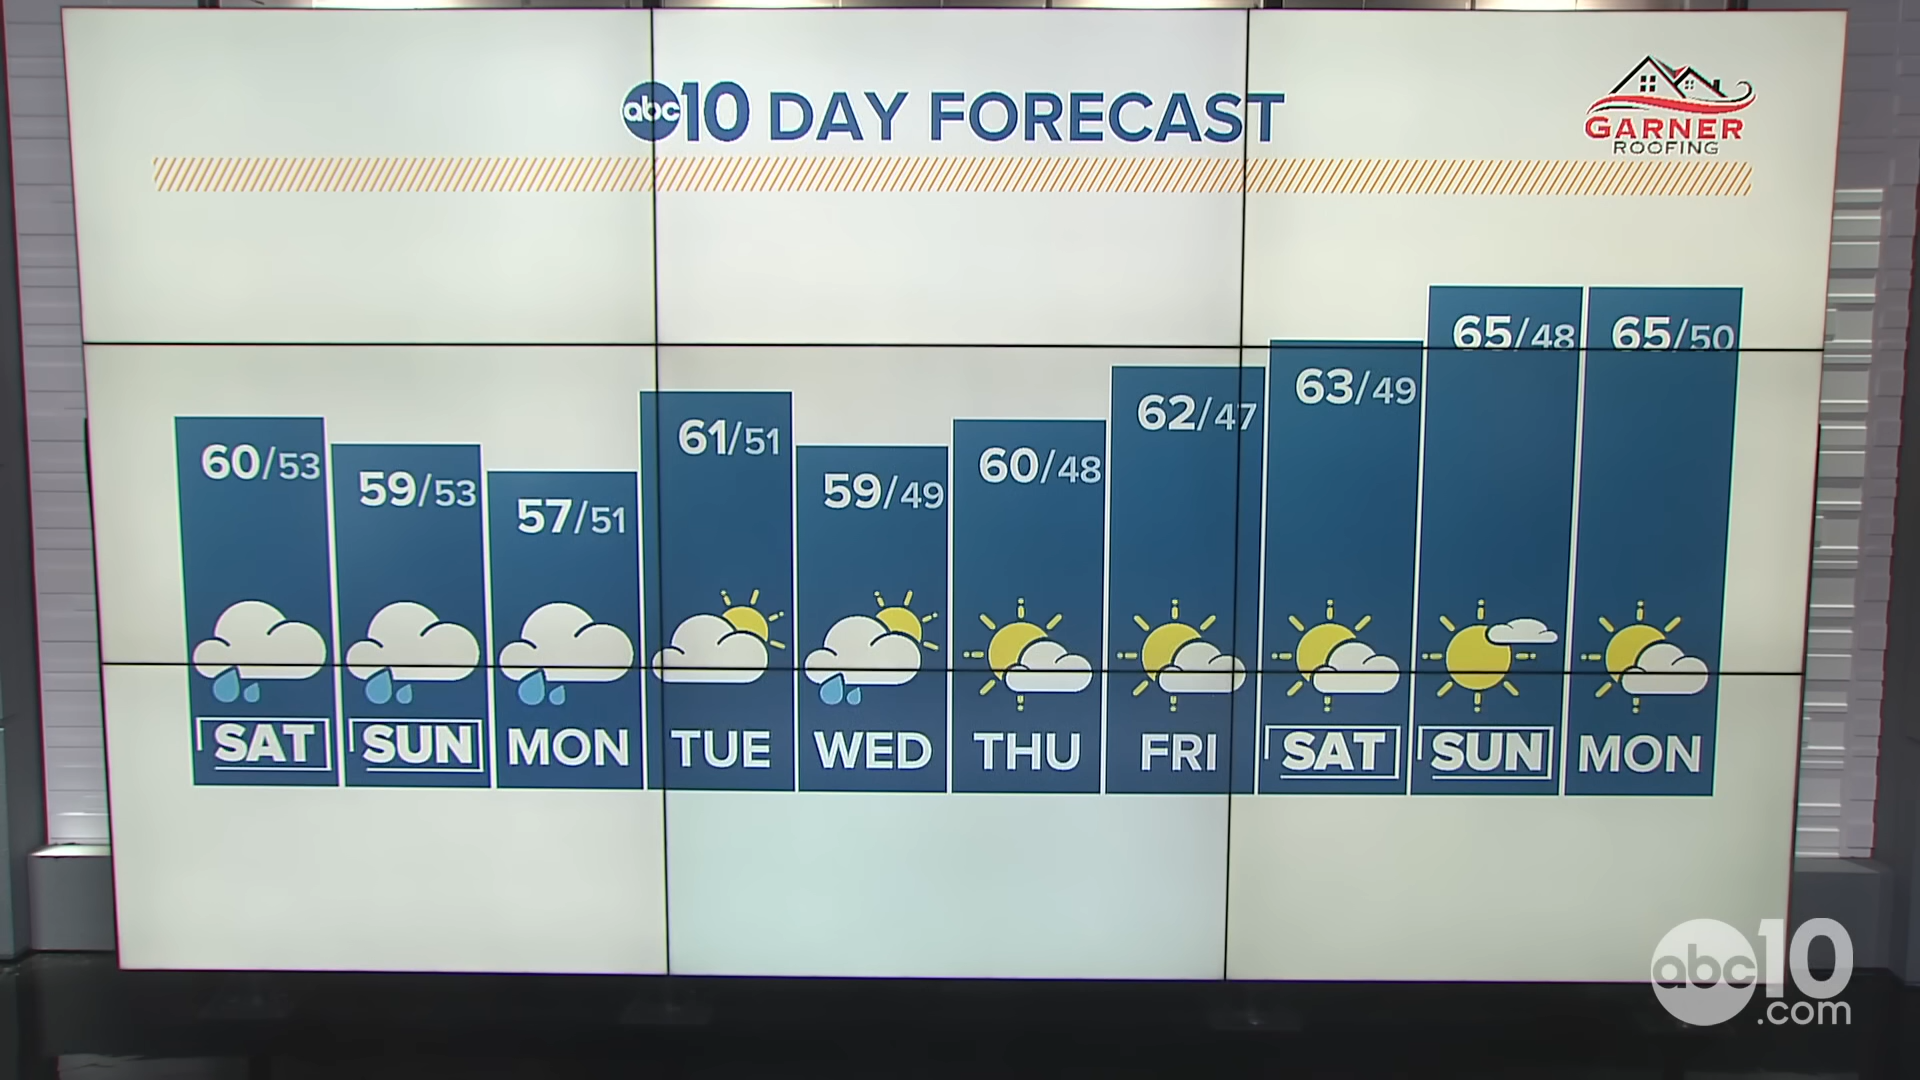 abc10 DAY FORECAST
GARNER
ROOFING
60/53 59/53 57/51 61/51 59/49 60/48 62/47 63/49 65/48 65/50
SAT SUN MON TUE WED THU FRI SAT SUN MON
abc10
.com